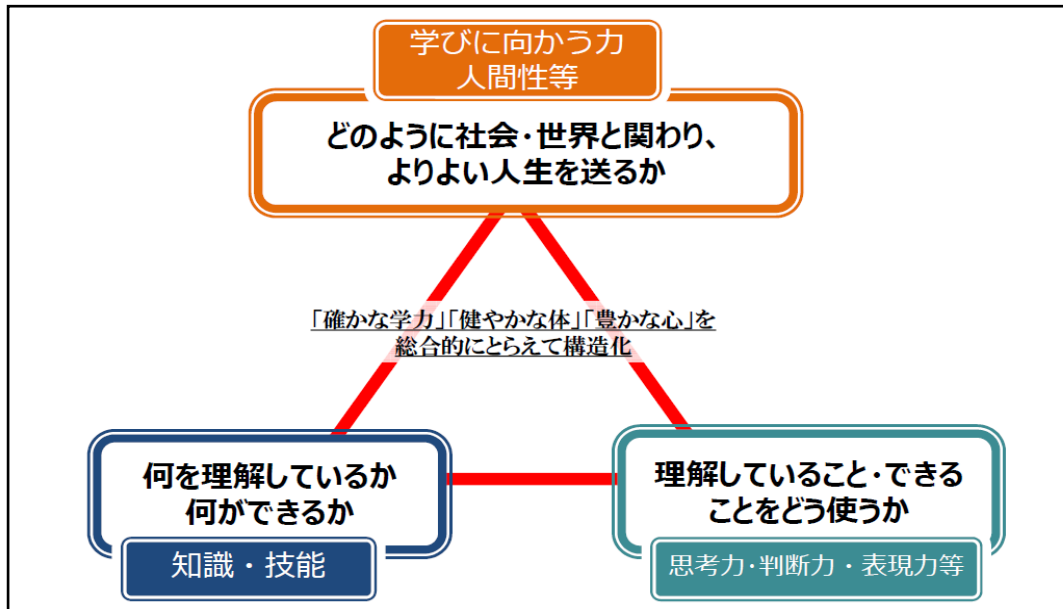 学びに向かう力
人間性等
どのように社会・世界と関わり、
よりよい人生を送るか
「確かな学力」「健やかな体」「豊かな心」を
総合的にとらえて構造化
何を理解しているか
何ができるか
知識・技能
理解していること・できる
ことをどう使うか
思考力・判断力・表現力等